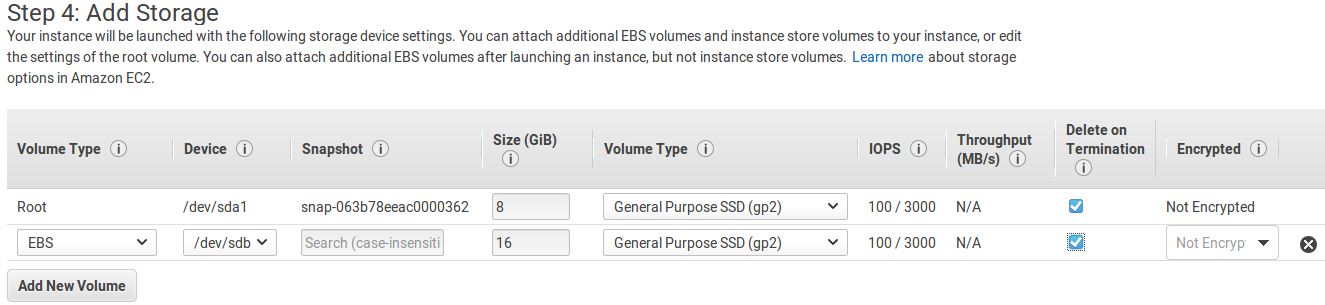 Step 4: Add Storage
Your instance will be launched with the following storage device settings. You can attach additional EBS volumes and instance store volumes to your instance, or edit
the settings of the root volume. You can also attach additional EBS volumes after launching an instance, but not instance store volumes. Learn more about storage
options in Amazon EC2.
Volume Type Device Snapshot Size (GiB) Volume Type IOPS Throughput (MB/s) Delete on Termination Encrypted
Root /dev/sda1 snap-063b78eeac0000362 8 General Purpose SSD (gp2) 100 / 3000 N/A Not Encrypted
EBS /dev/sdb Search (case-insensiti 16 General Purpose SSD (gp2) 100 / 3000 N/A Not Encryp
Add New Volume